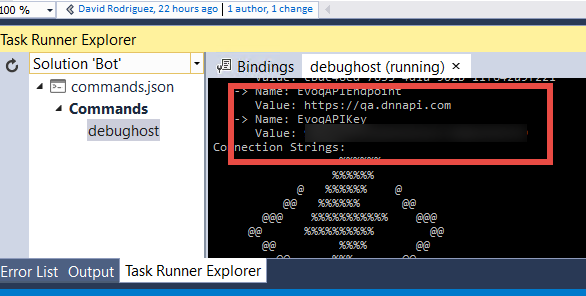 100 %
David Rodriguez, 22 hours ago | 1 author, 1 change
Task Runner Explorer
Solution 'Bot'
Bindings
debughost (running)
commands.json
Commands
debughost
-> Name: EvoqAPIEndpoint
Value: https://qa.dnnapi.com
-> Name: EvoqAPIKey
Value:
Connection Strings:
%%%%%%
%%%%%%
@ %%%%%% @
@@ %%%%%% @@
@@@ %%%%%%%%%%% @@@
@@ %%%%%%%%%% @@
@@ %%%% @@
@@ %%% @@
Error List
Output
Task Runner Explorer